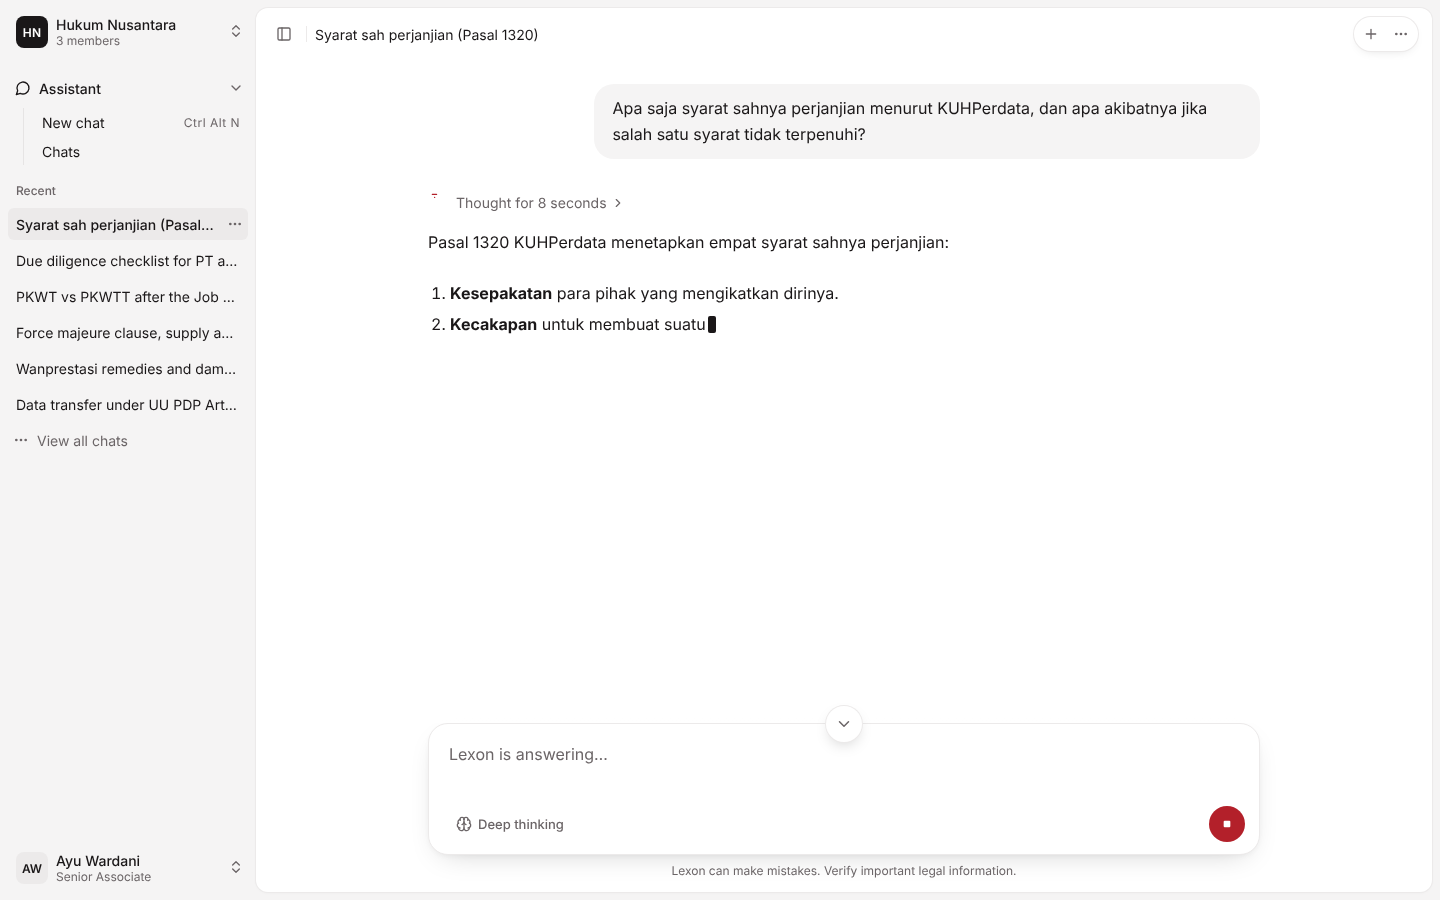 HN
Hukum Nusantara
3 members
Assistant
New chat
Ctrl Alt N
Chats
Recent
Syarat sah perjanjian (Pasal...
Due diligence checklist for PT a...
PKWT vs PKWTT after the Job ...
Force majeure clause, supply a...
Wanprestasi remedies and dam...
Data transfer under UU PDP Art...
View all chats
AW
Ayu Wardani
Senior Associate
Syarat sah perjanjian (Pasal 1320)
Apa saja syarat sahnya perjanjian menurut KUHPerdata, dan apa akibatnya jika
salah satu syarat tidak terpenuhi?
Thought for 8 seconds
Pasal 1320 KUHPerdata menetapkan empat syarat sahnya perjanjian:
1. Kesepakatan para pihak yang mengikatkan dirinya.
2. Kecakapan untuk membuat suatu
Lexon is answering...
Deep thinking
Lexon can make mistakes. Verify important legal information.